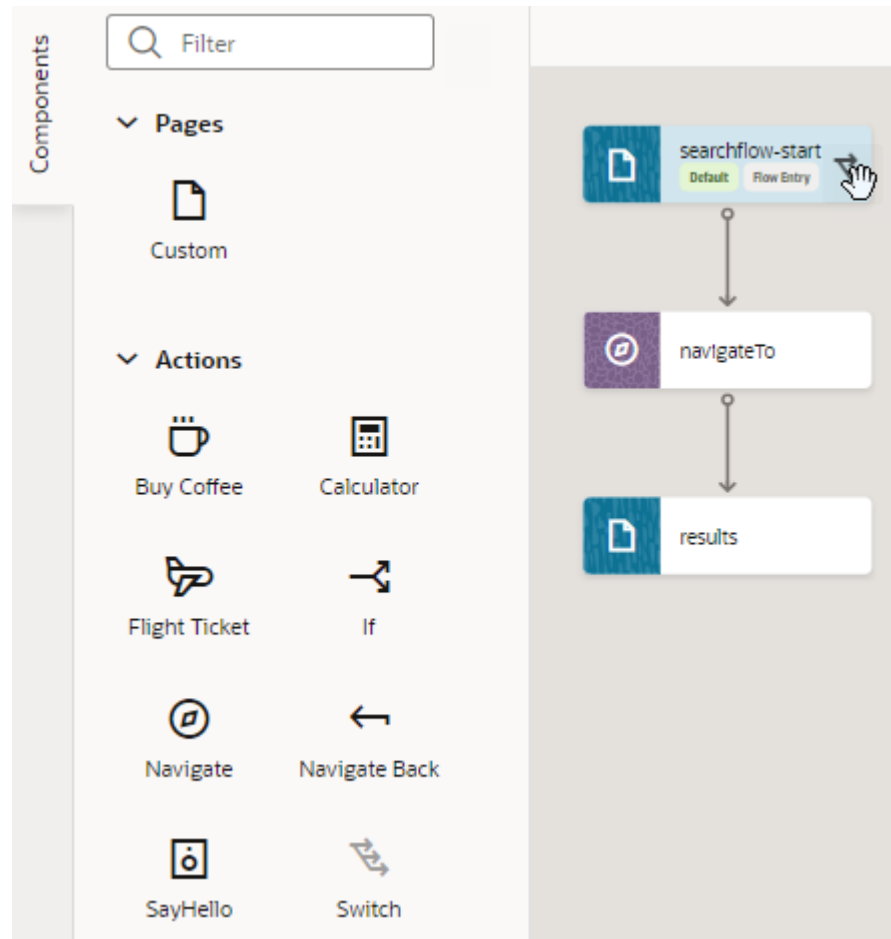 Components
Filter
Pages
Custom
Actions
Buy Coffee
Calculator
Flight Ticket
If
Navigate
Navigate Back
SayHello
Switch
searchflow-start
Default
Flow Entry
navigateTo
results